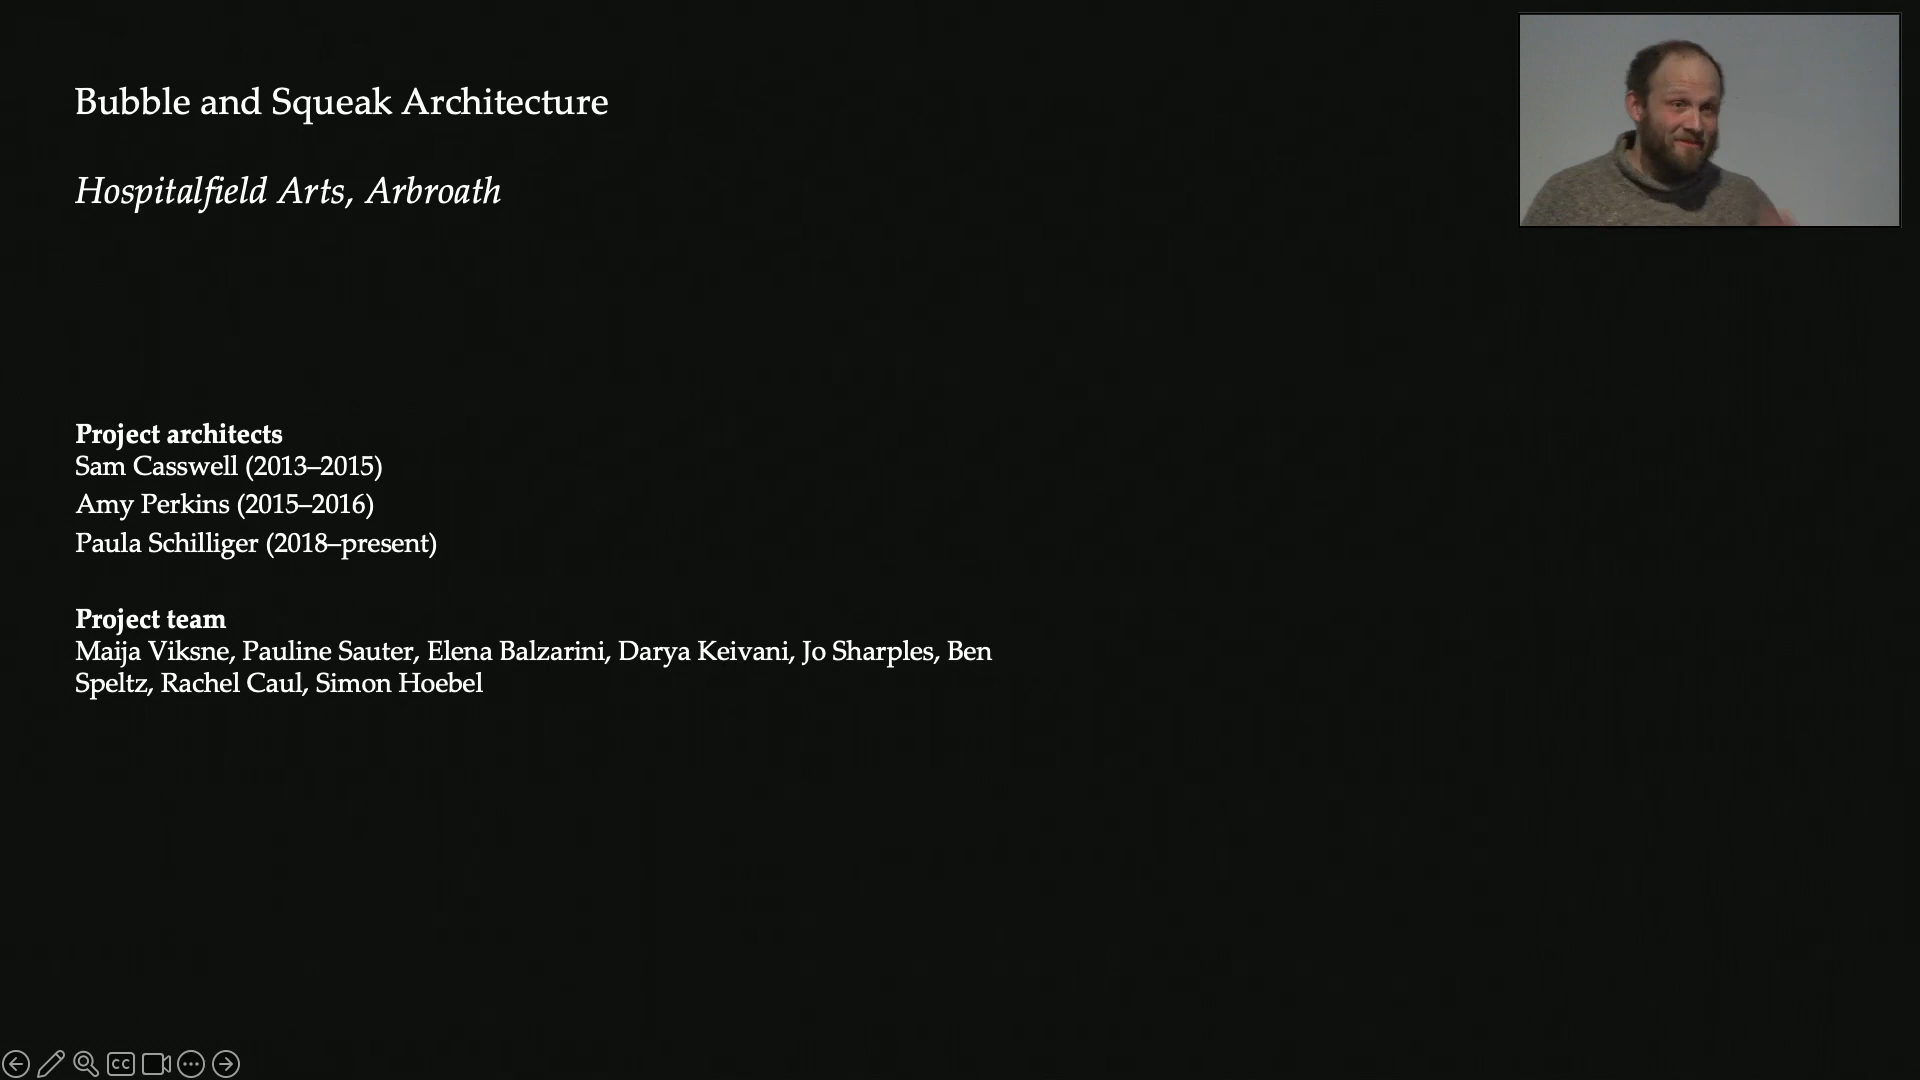 Bubble and Squeak Architecture
Hospitalfield Arts, Arbroath
Project architects
Sam Casswell (2013–2015)
Amy Perkins (2015–2016)
Paula Schilliger (2018–present)
Project team
Maija Viksne, Pauline Sauter, Elena Balzarini, Darya Keivani, Jo Sharples, Ben
Speltz, Rachel Caul, Simon Hoebel
CC